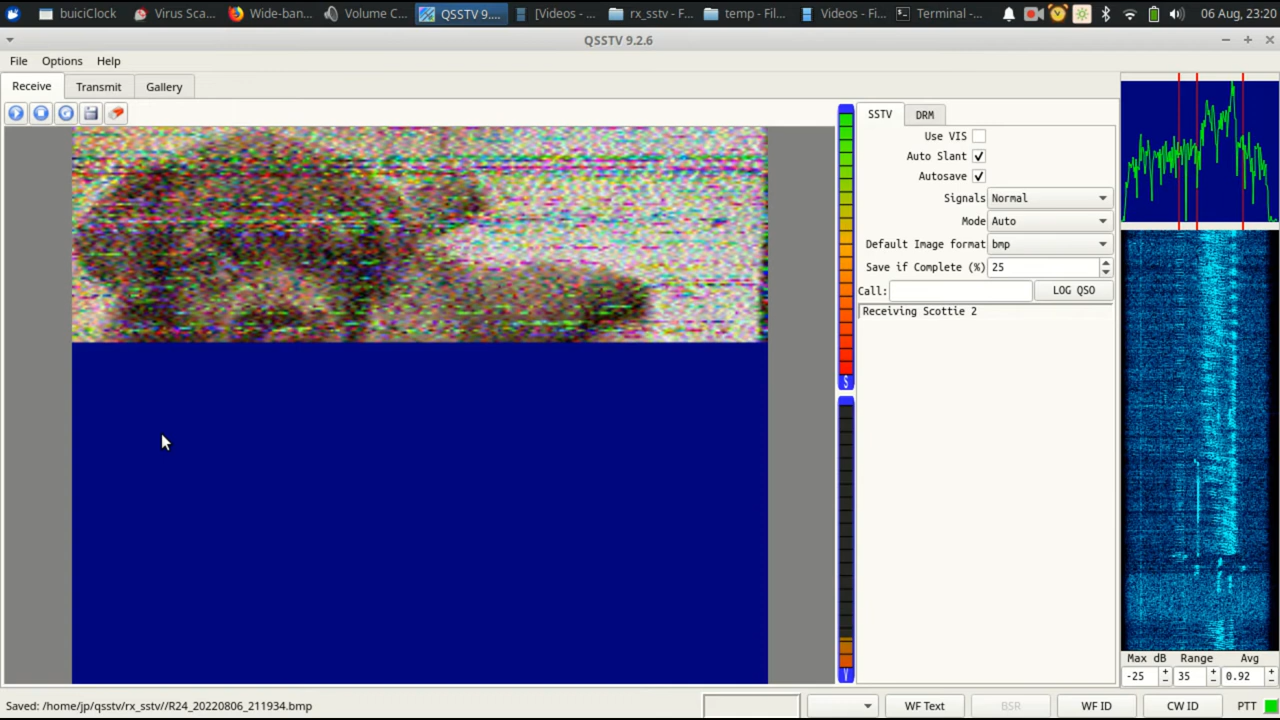 buiciClock
Virus Sca...
Wide-ban...
Volume C...
QSSTV 9....
[Videos - ...
rx_sstv - F...
temp - Fil...
Videos - Fi...
Terminal -...
06 Aug, 23:20
QSSTV 9.2.6
File Options Help
Receive Transmit Gallery
SSTV DRM
Use VIS
Auto Slant
Autosave
Signals Normal
Mode Auto
Default Image format bmp
Save if Complete (%) 25
Call: LOG QSO
Receiving Scottie 2
S
V
Max dB Range Avg
-25 35 0.92
Saved: /home/jp/qsstv/rx_sstv//R24_20220806_211934.bmp
WF Text BSR WF ID CW ID PTT